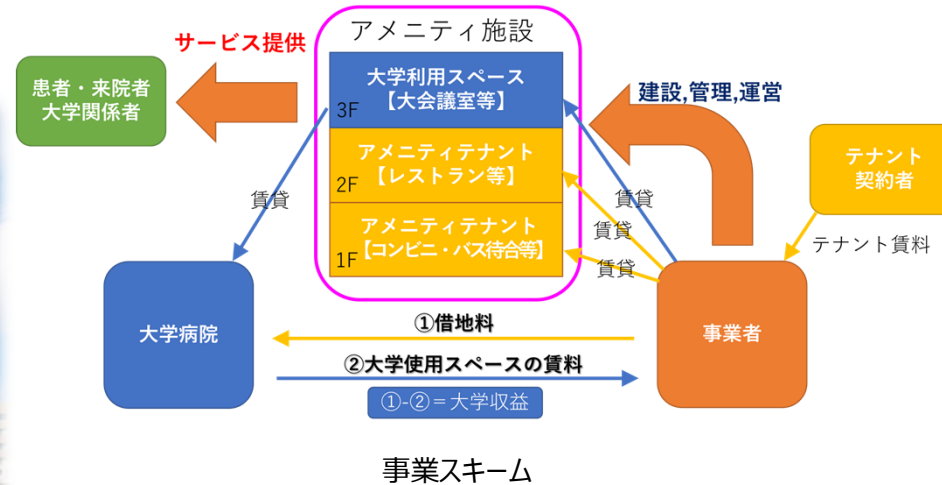 アメニティ施設
サービス提供
患者・来院者
大学関係者
大学利用スペース
【大会議室等】
3F
建設,管理,運営
アメニティテナント
【レストラン等】
2F
テナント
契約者
賃貸
賃貸
アメニティテナント
【コンビニ・バス待合等】
1F
賃貸
賃貸
テナント賃料
大学病院
①借地料
事業者
②大学使用スペースの賃料
①-②＝大学収益
事業スキーム